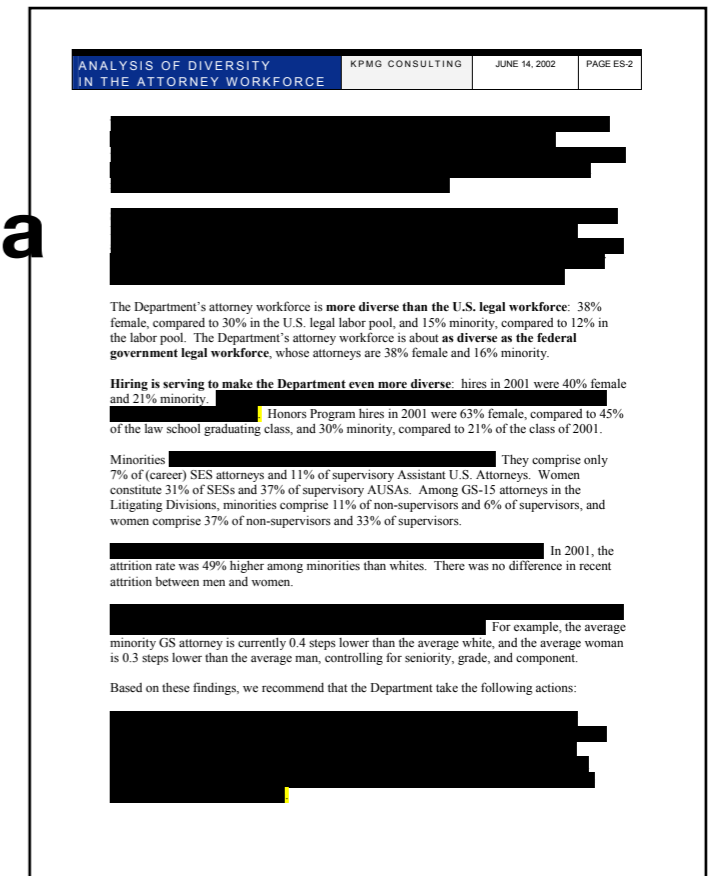 ANALYSIS OF DIVERSITY
IN THE ATTORNEY WORKFORCE
KPMG CONSULTING
JUNE 14, 2002
PAGE ES-2
a
The Department’s attorney workforce is more diverse than the U.S. legal workforce:  38%
female, compared to 30% in the U.S. legal labor pool, and 15% minority, compared to 12% in
the labor pool.  The Department’s attorney workforce is about as diverse as the federal
government legal workforce, whose attorneys are 38% female and 16% minority.
Hiring is serving to make the Department even more diverse:  hires in 2001 were 40% female
and 21% minority.
. Honors Program hires in 2001 were 63% female, compared to 45%
of the law school graduating class, and 30% minority, compared to 21% of the class of 2001.
Minorities They comprise only
7% of (career) SES attorneys and 11% of supervisory Assistant U.S. Attorneys.  Women
constitute 31% of SESs and 37% of supervisory AUSAs.  Among GS-15 attorneys in the
Litigating Divisions, minorities comprise 11% of non-supervisors and 6% of supervisors, and
women comprise 37% of non-supervisors and 33% of supervisors.
In 2001, the
attrition rate was 49% higher among minorities than whites.  There was no difference in recent
attrition between men and women.
For example, the average
minority GS attorney is currently 0.4 steps lower than the average white, and the average woman
is 0.3 steps lower than the average man, controlling for seniority, grade, and component.
Based on these findings, we recommend that the Department take the following actions:
.